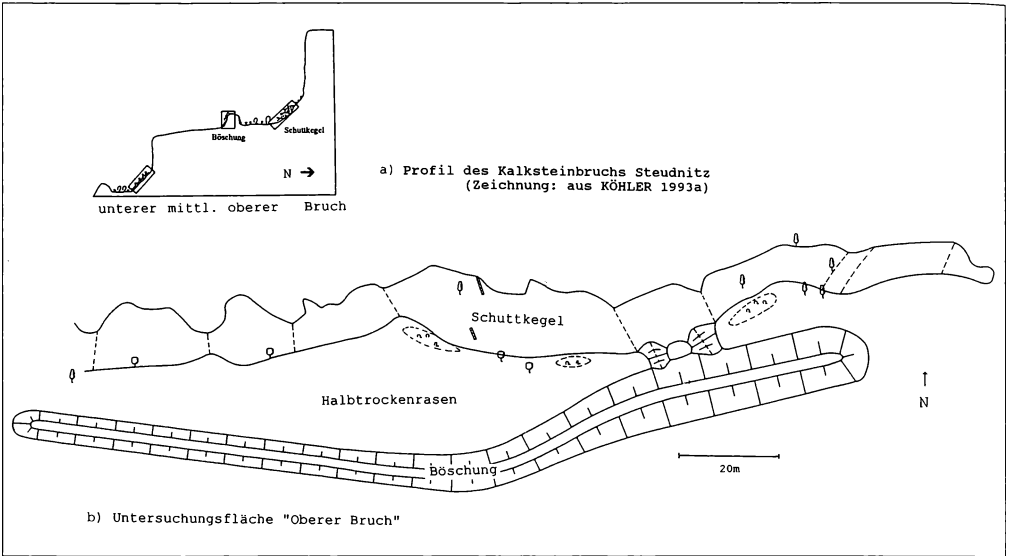 Böschung
Schuttkegel
N
a) Profil des Kalksteinbruchs Steudnitz
(Zeichnung: aus KÖHLER 1993a)
unterer mittl. oberer Bruch
Schuttkegel
Halbtrockenrasen
N
Böschung
20m
b) Untersuchungsfläche "Oberer Bruch"